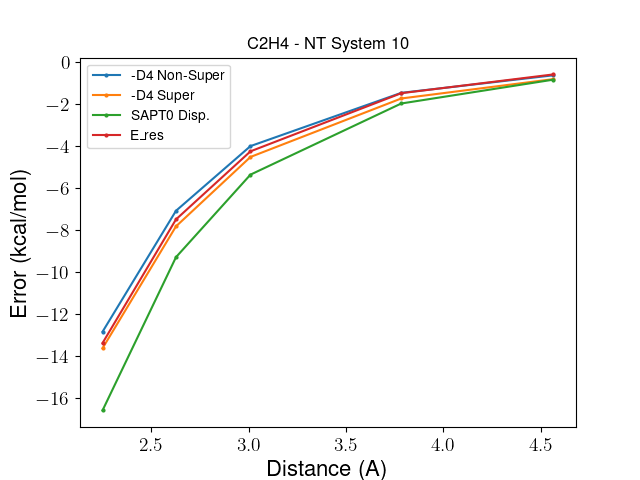 C2H4 - NT System 10
-D4 Non-Super
-D4 Super
SAPT0 Disp.
E_res
0
−2
−4
−6
−8
−10
−12
−14
−16
Error (kcal/mol)
2.5 3.0 3.5 4.0 4.5
Distance (A)